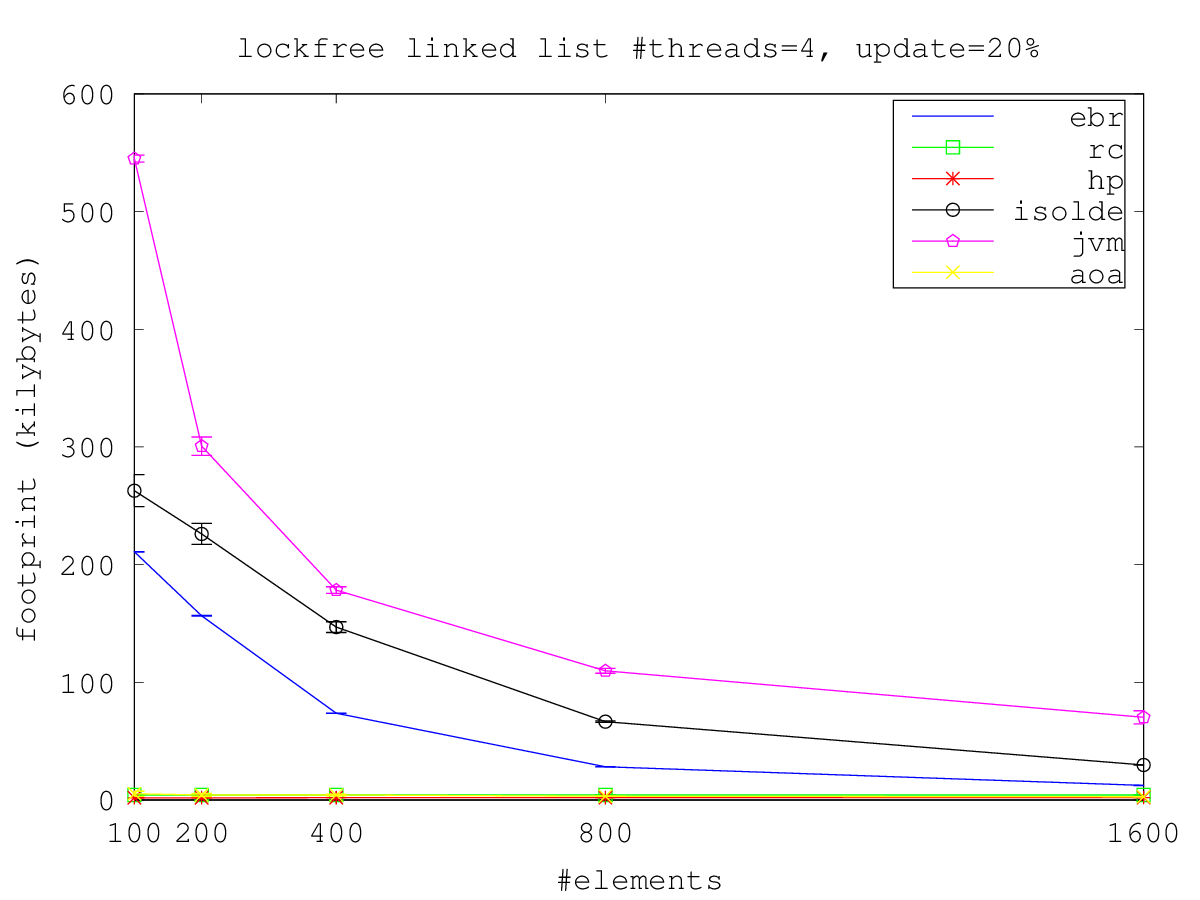 lockfree linked list #threads=4, update=20%
600
500
400
300
200
100
0
footprint (kilybytes)
ebr
rc
hp
isolde
jvm
aoa
100 200 400 800 1600
#elements